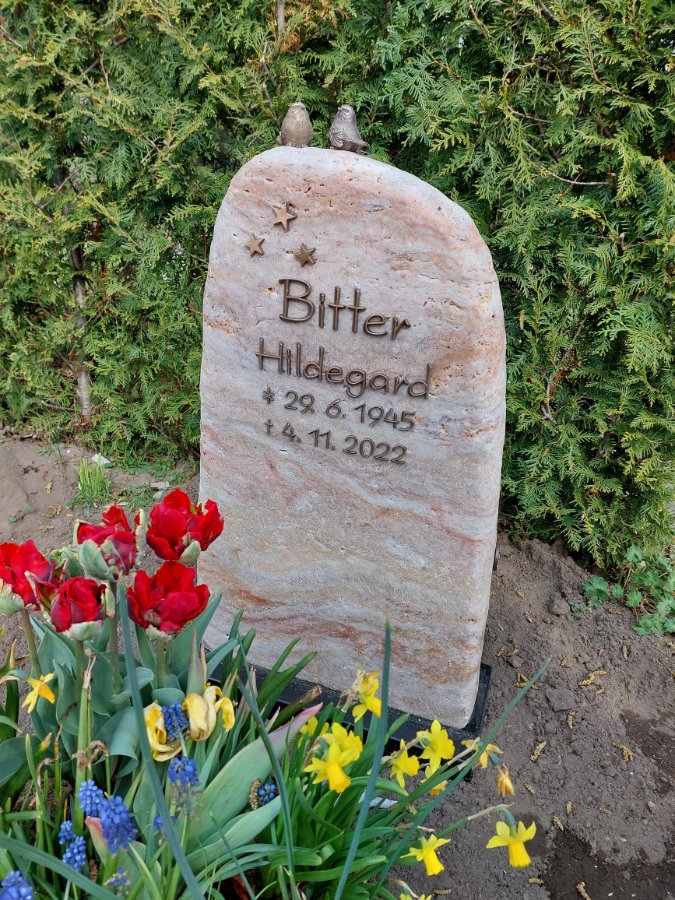 Bitter
Hildegard
* 29. 6. 1945
† 4. 11. 2022